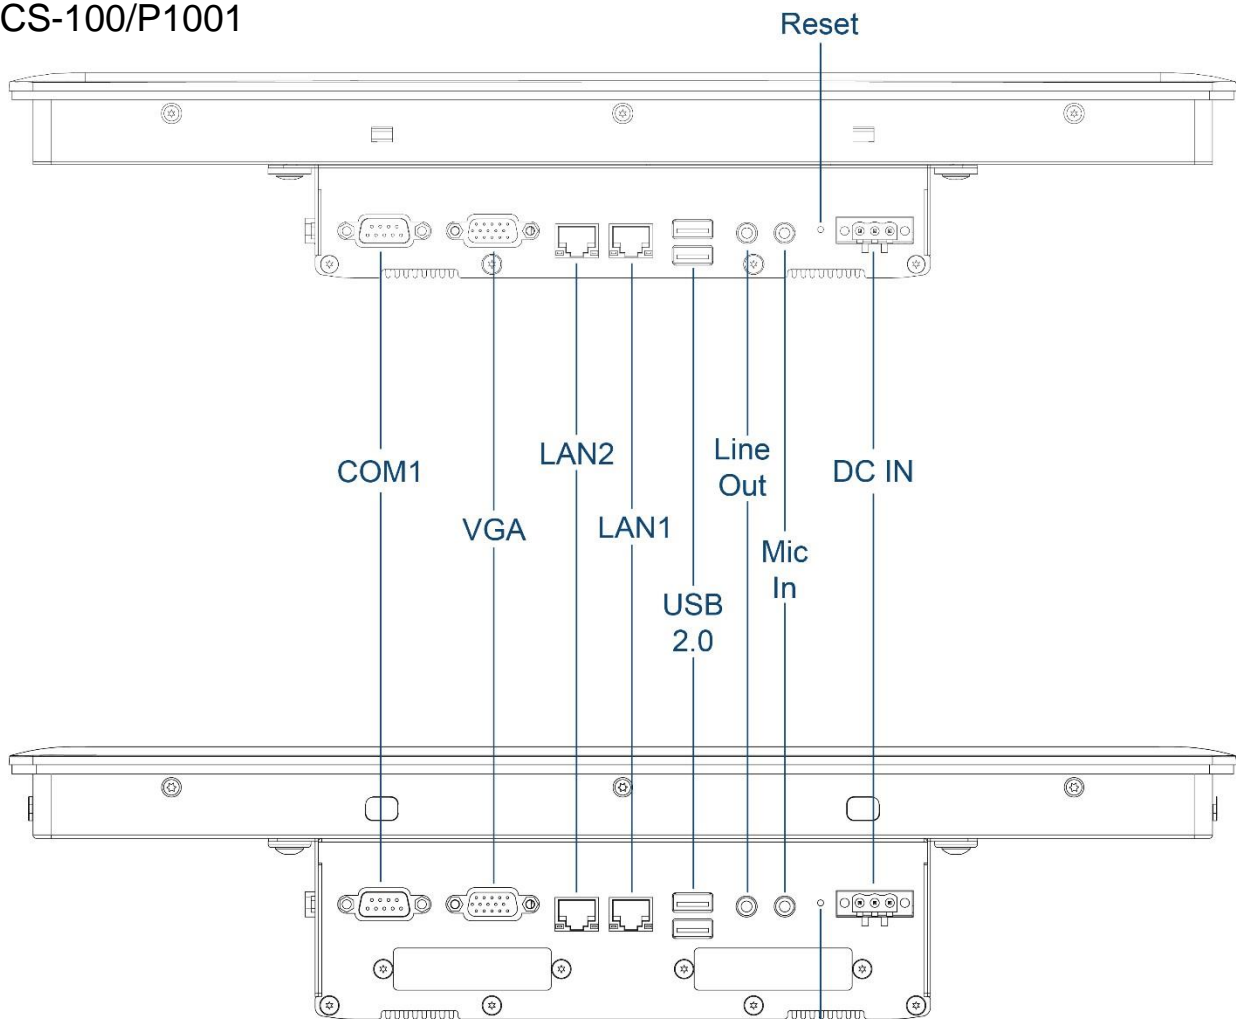 CS-100/P1001
Reset
COM1
VGA
LAN2
LAN1
USB
2.0
Line
Out
Mic
In
DC IN